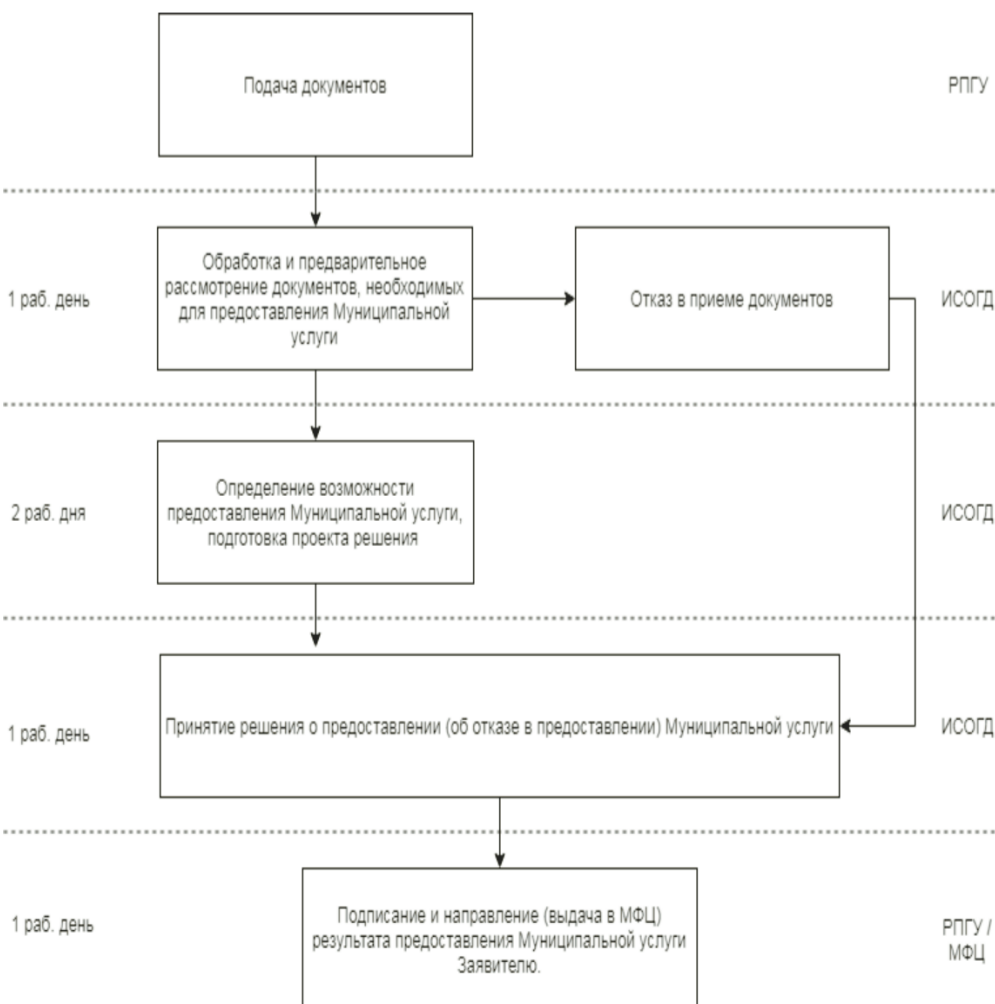 Подача документов
РПГУ
1 раб. день
Обработка и предварительное
рассмотрение документов, необходимых
для предоставления Муниципальной
услуги
Отказ в приеме документов
ИСОГД
2 раб. дня
Определение возможности
предоставления Муниципальной услуги,
подготовка проекта решения
ИСОГД
1 раб. день
Принятие решения о предоставлении (об отказе в предоставлении) Муниципальной услуги
ИСОГД
1 раб. день
Подписание и направление (выдача в МФЦ)
результата предоставления Муниципальной услуги
Заявителю.
РПГУ /
МФЦ